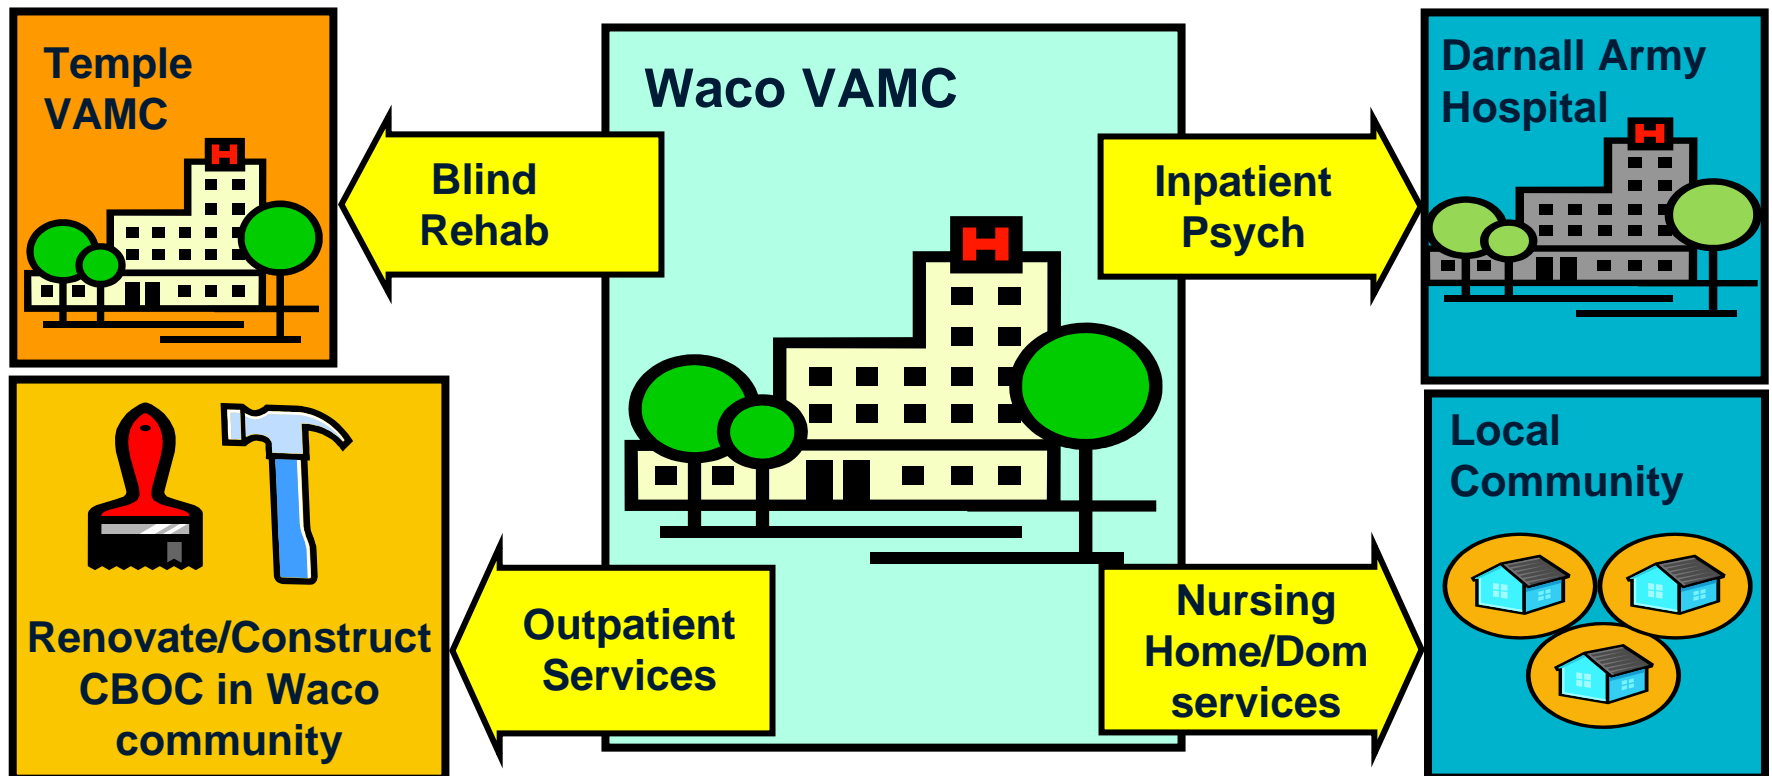 Temple
VAMC
H
Blind
Rehab
Renovate/Construct
CBOC in Waco
community
Outpatient
Services
Waco VAMC
H
Inpatient
Psych
Darnall Army
Hospital
H
Nursing
Home/Dom
services
Local
Community